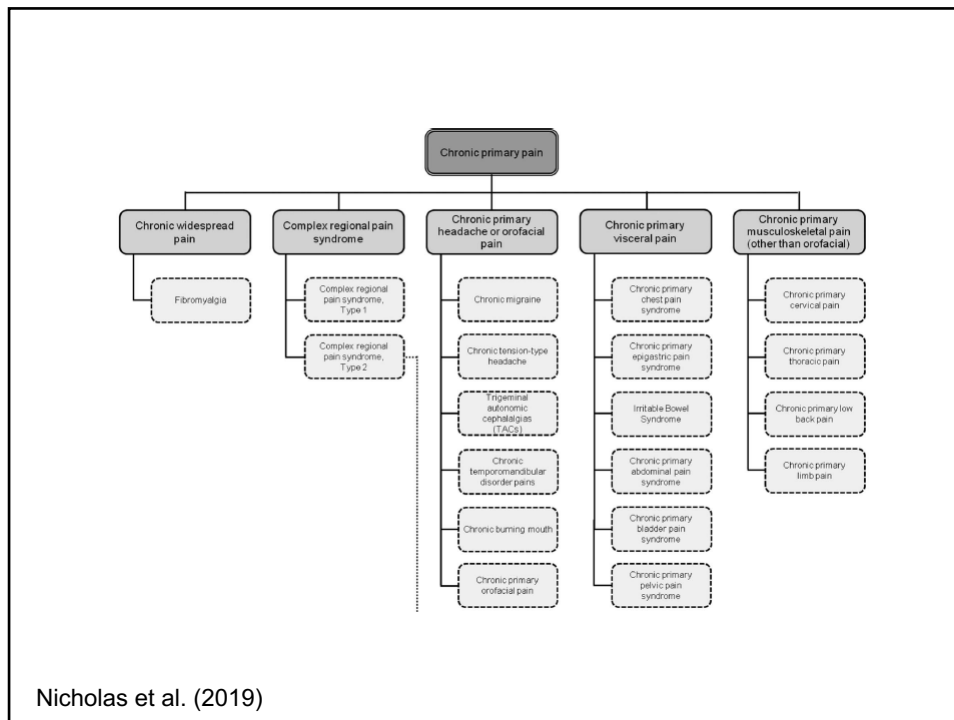 Chronic primary pain
Chronic widespread
pain
Fibromyalgia
Complex regional pain
syndrome
Complex regional
pain syndrome,
Type 1
Complex regional
pain syndrome,
Type 2
Chronic primary
headache or orofacial
pain
Chronic migraine
Chronic tension-type
headache
Trigeminal
autonomic
cephalalgias
(TACs)
Chronic
temporomandibular
disorder pains
Chronic burning mouth
Chronic primary
orofacial pain
Chronic primary
visceral pain
Chronic primary
chest pain
syndrome
Chronic primary
epigastric pain
syndrome
Irritable Bowel
Syndrome
Chronic primary
abdominal pain
syndrome
Chronic primary
bladder pain
syndrome
Chronic primary
pelvic pain
syndrome
Chronic primary
musculoskeletal pain
(other than orofacial)
Chronic primary
cervical pain
Chronic primary
thoracic pain
Chronic primary low
back pain
Chronic primary
limb pain
Nicholas et al. (2019)